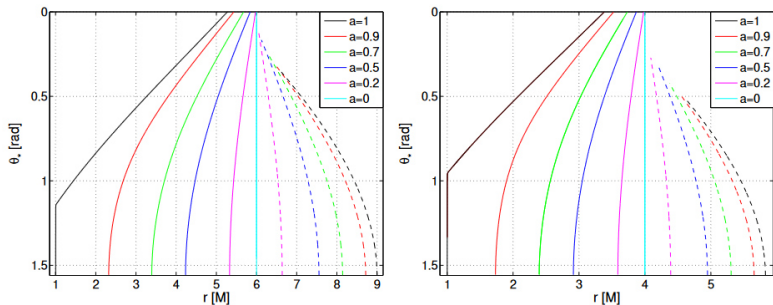 0
0.5
1
1.5
θ* [rad]
1 2 3 4 5 6 7 8 9
r [M]
a=1
a=0.9
a=0.7
a=0.5
a=0.2
a=0
0
0.5
1
1.5
θ* [rad]
1 2 3 4 5
r [M]
a=1
a=0.9
a=0.7
a=0.5
a=0.2
a=0